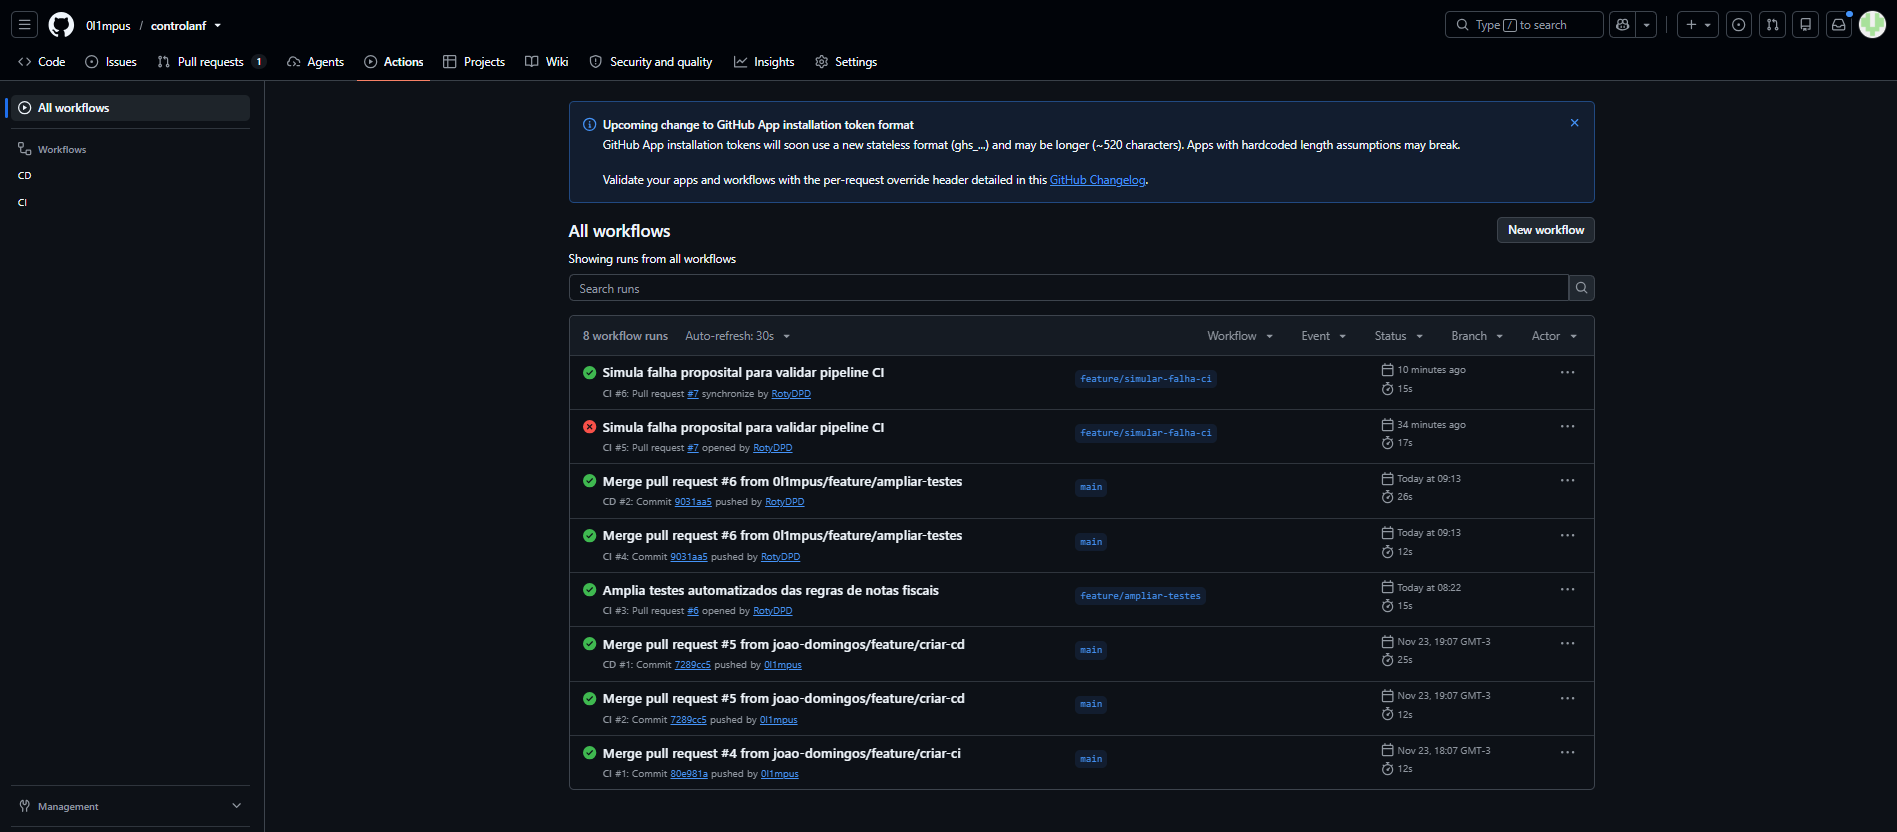 0l1mpus / controlanf
Type / to search
Code Issues Pull requests 1 Agents Actions Projects Wiki Security and quality Insights Settings
All workflows
Workflows
CD
CI
Management
Upcoming change to GitHub App installation token format
GitHub App installation tokens will soon use a new stateless format (ghs_...) and may be longer (~520 characters). Apps with hardcoded length assumptions may break.
Validate your apps and workflows with the per-request override header detailed in this GitHub Changelog.
All workflows
New workflow
Showing runs from all workflows
Search runs
8 workflow runs Auto-refresh: 30s Workflow Event Status Branch Actor
Simula falha proposital para validar pipeline CI
CI #6: Pull request #7 synchronize by RotyDPD
feature/simular-falha-ci
10 minutes ago
15s
Simula falha proposital para validar pipeline CI
CI #5: Pull request #7 opened by RotyDPD
feature/simular-falha-ci
34 minutes ago
17s
Merge pull request #6 from 0l1mpus/feature/ampliar-testes
CD #2: Commit 9031aa5 pushed by RotyDPD
main
Today at 09:13
26s
Merge pull request #6 from 0l1mpus/feature/ampliar-testes
CI #4: Commit 9031aa5 pushed by RotyDPD
main
Today at 09:13
12s
Amplia testes automatizados das regras de notas fiscais
CI #3: Pull request #6 opened by RotyDPD
feature/ampliar-testes
Today at 08:22
15s
Merge pull request #5 from joao-domingos/feature/criar-cd
CD #1: Commit 7289cc5 pushed by 0l1mpus
main
Nov 23, 19:07 GMT-3
25s
Merge pull request #5 from joao-domingos/feature/criar-cd
CI #2: Commit 7289cc5 pushed by 0l1mpus
main
Nov 23, 19:07 GMT-3
12s
Merge pull request #4 from joao-domingos/feature/criar-ci
CI #1: Commit 80e981a pushed by 0l1mpus
main
Nov 23, 18:07 GMT-3
12s